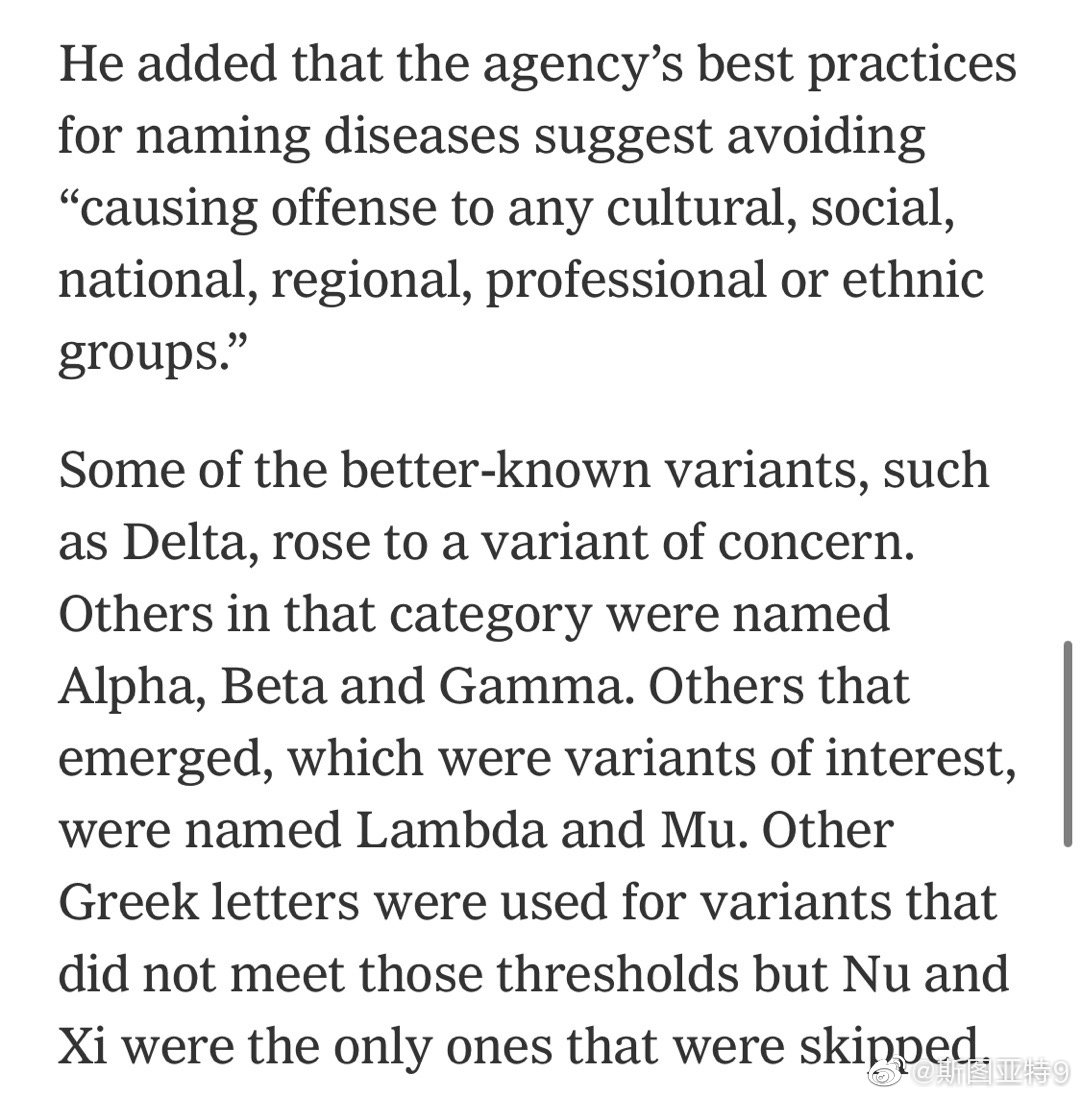 He added that the agency’s best practices
for naming diseases suggest avoiding
“causing offense to any cultural, social,
national, regional, professional or ethnic
groups.”
Some of the better-known variants, such
as Delta, rose to a variant of concern.
Others in that category were named
Alpha, Beta and Gamma. Others that
emerged, which were variants of interest,
were named Lambda and Mu. Other
Greek letters were used for variants that
did not meet those thresholds but Nu and
Xi were the only ones that were skipped.
@斯图亚特9